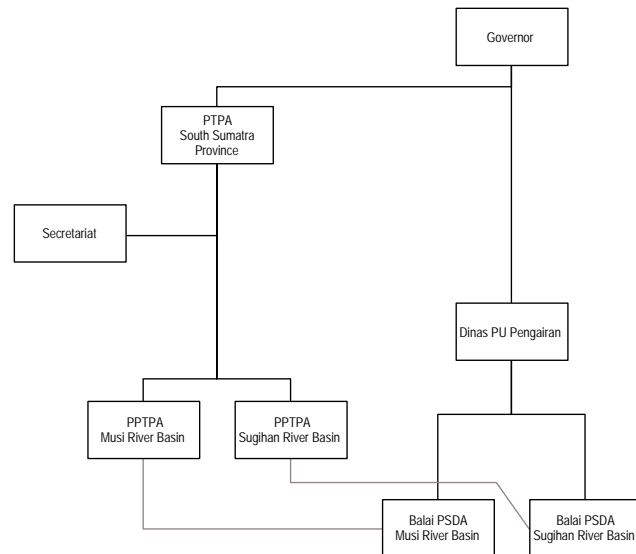 Governor
PTPA
South Sumatra
Province
Secretariat
Dinas PU Pengairan
PPTPA
Musi River Basin
PPTPA
Sugihan River Basin
Balai PSDA
Musi River Basin
Balai PSDA
Sugihan River Basin